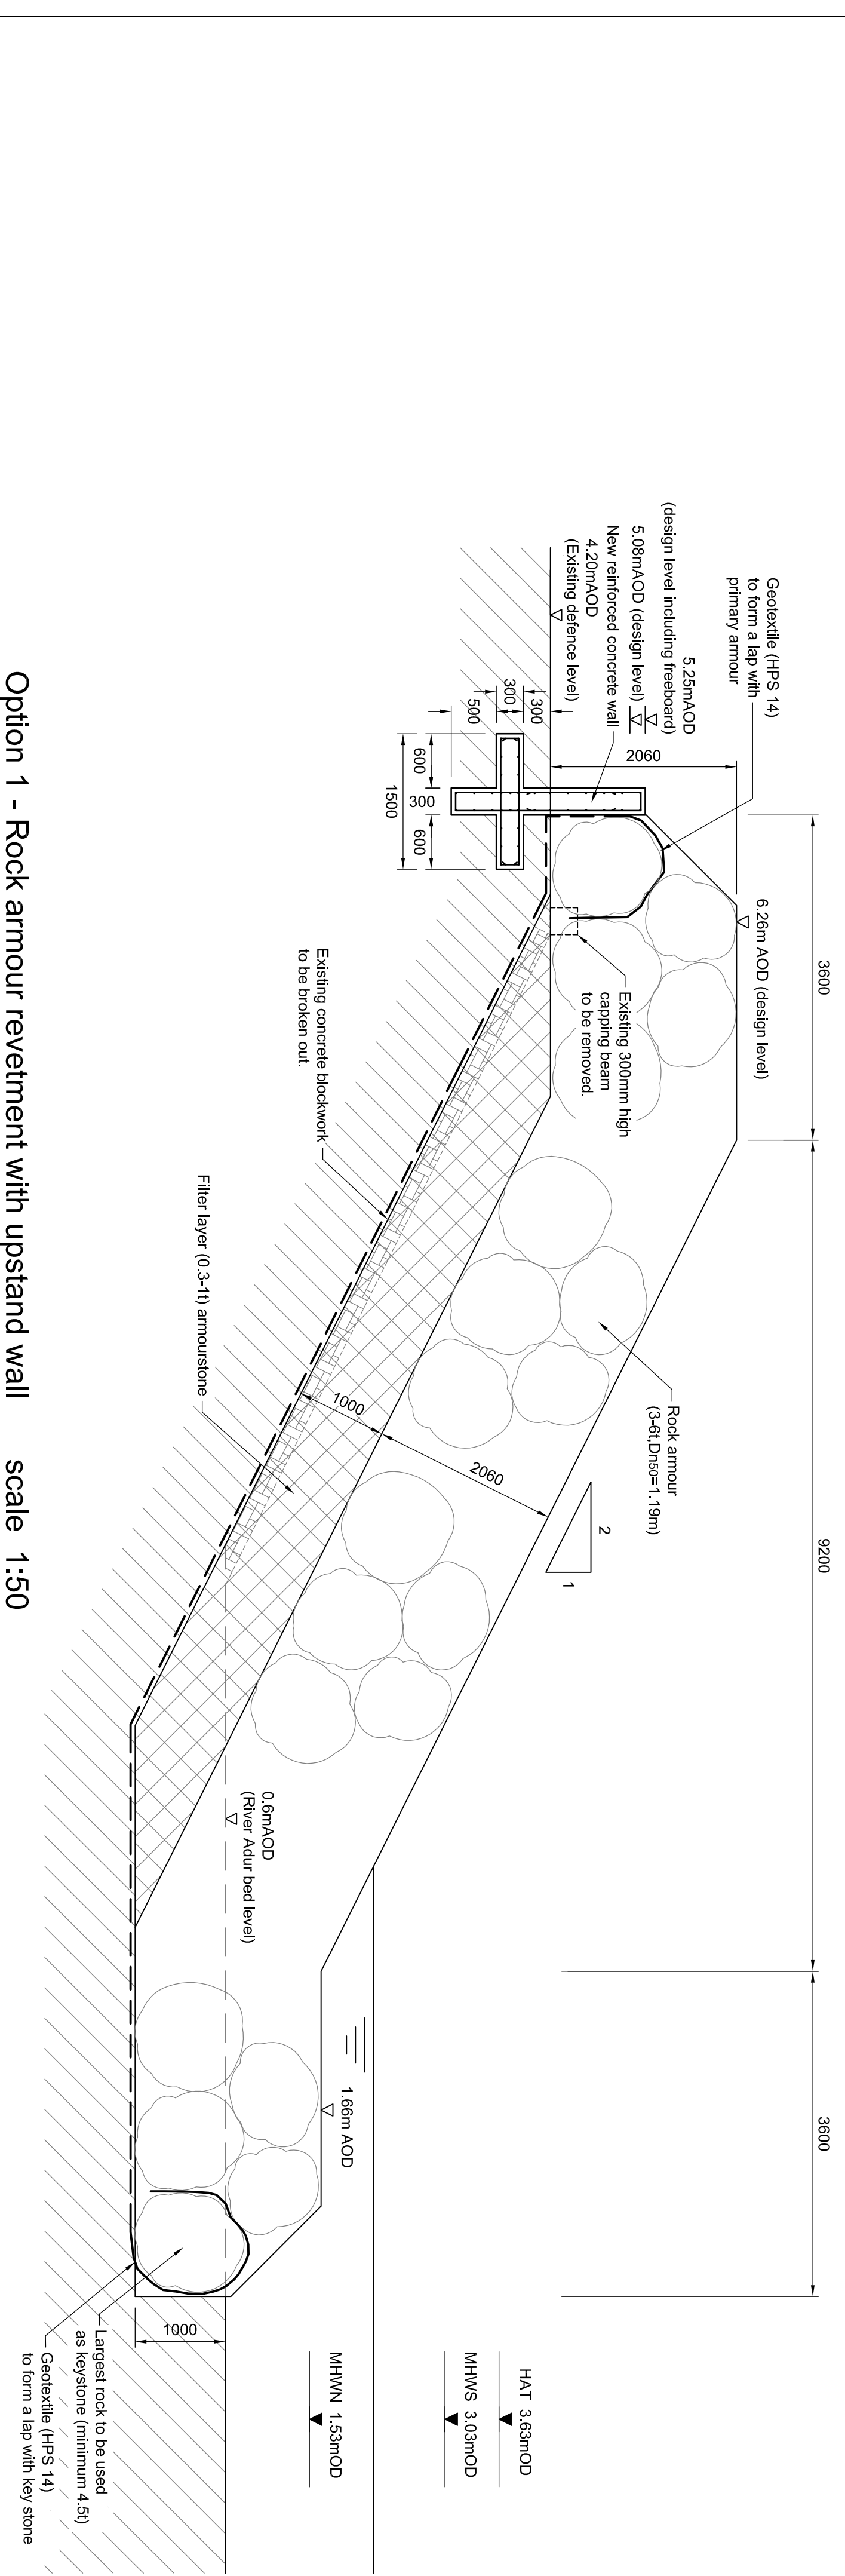 Geotextile (HPS 14)
to form a lap with
primary armour
5.25mAOD
(design level including freeboard)
5.08mAOD (design level)
New reinforced concrete wall
4.20mAOD
(Existing defence level)
2060
3600
9200
3600
6.26m AOD (design level)
Existing 300mm high
capping beam
to be removed.
300
300
500
600
300
600
1500
Existing concrete blockwork
to be broken out.
Filter layer (0.3-1t) armourstone
1000
2060
Rock armour
(3-6t,Dn50=1.19m)
2
1
0.6mAOD
(River Adur bed level)
1.66m AOD
HAT 3.63mOD
MHWS 3.03mOD
MHWN 1.53mOD
1000
Largest rock to be used
as keystone (minimum 4.5t)
Geotextile (HPS 14)
to form a lap with key stone
Option 1 - Rock armour revetment with upstand wall scale 1:50